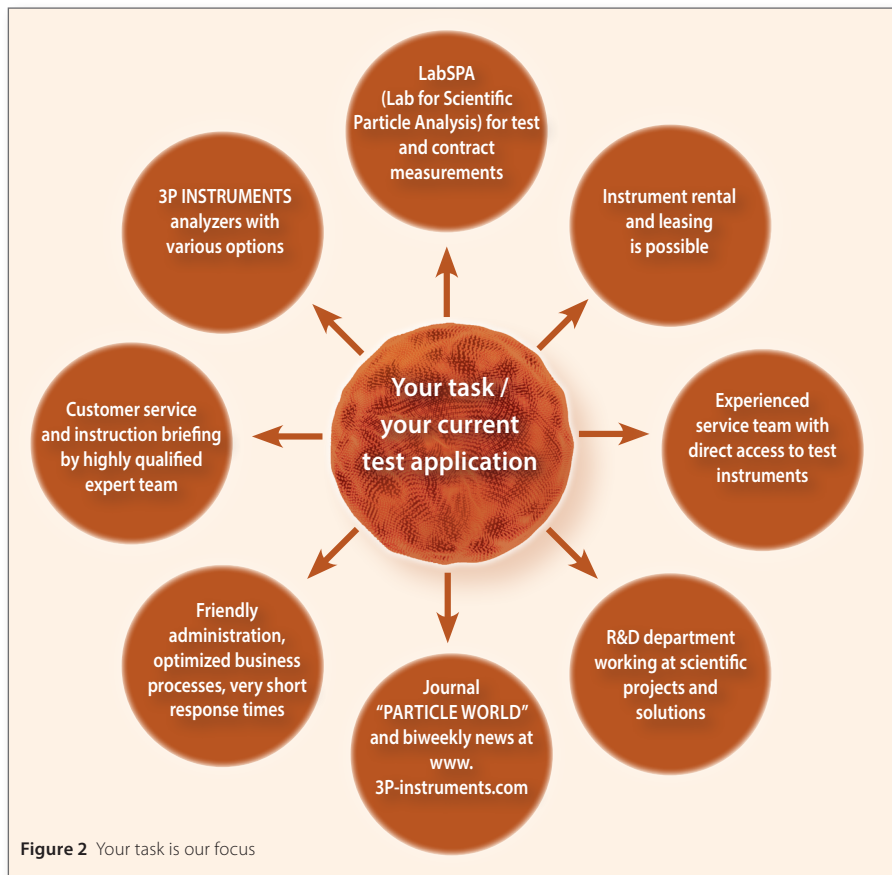 LabSPA
(Lab for Scientific
Particle Analysis) for test
and contract
measurements
3P INSTRUMENTS
analyzers with
various options
Instrument rental
and leasing
is possible
Your task /
your current
test application
Customer service
and instruction briefing
by highly qualified
expert team
Experienced
service team with
direct access to test
instruments
Friendly
administration,
optimized business
processes, very short
response times
R&D department
working at scientific
projects and
solutions
Journal
“PARTICLE WORLD”
and biweekly news at
www.
3P-instruments.com
Figure 2 Your task is our focus